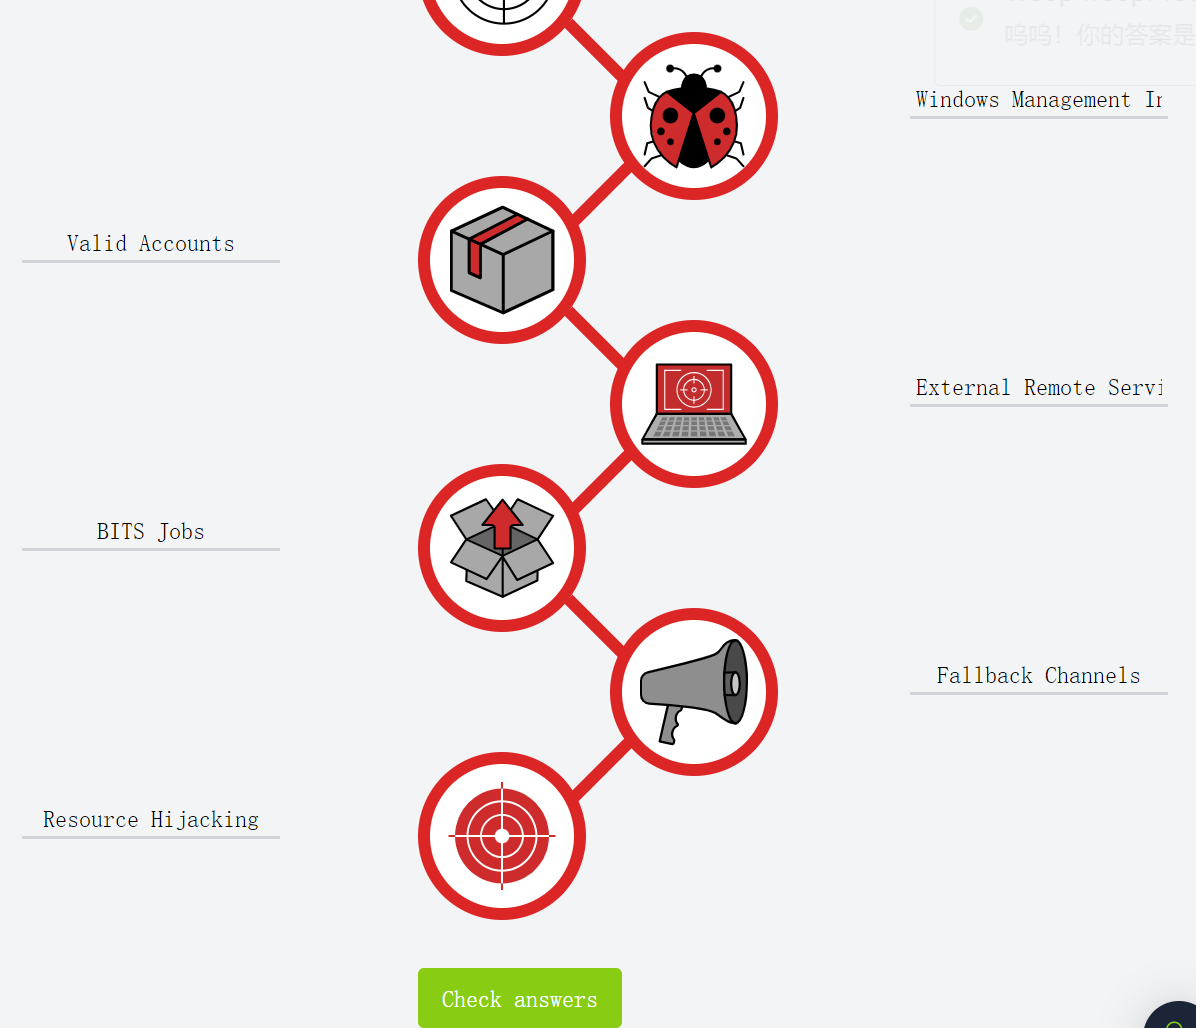 呜呜！你的答案是
Windows Management In
Valid Accounts
External Remote Servi
BITS Jobs
Fallback Channels
Resource Hijacking
Check answers